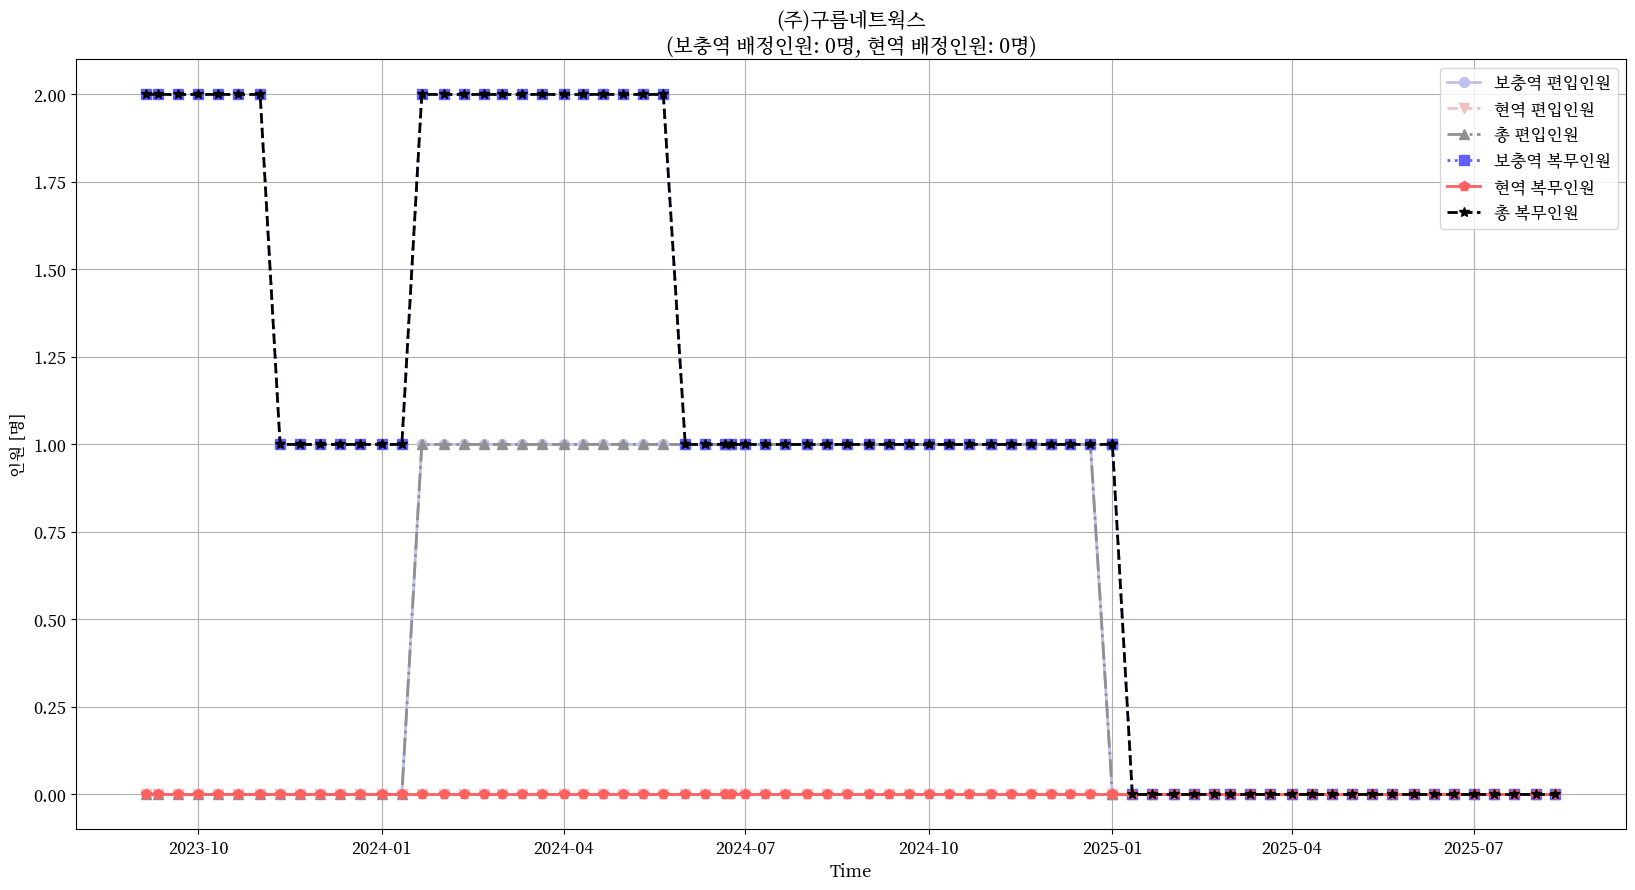 (주)구름네트웍스
(보충역 배정인원: 0명, 현역 배정인원: 0명)
보충역 편입인원
현역 편입인원
총 편입인원
보충역 복무인원
현역 복무인원
총 복무인원
인원 [명]
2.00
1.75
1.50
1.25
1.00
0.75
0.50
0.25
0.00
2023-10
2024-01
2024-04
2024-07
2024-10
2025-01
2025-04
2025-07
Time